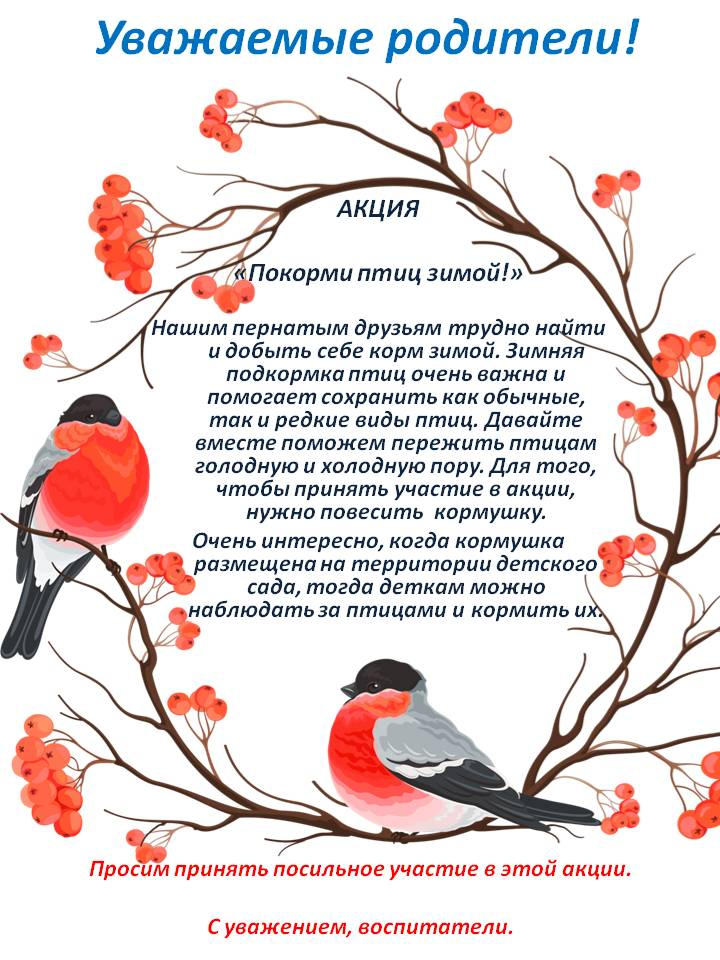 Уважаемые родители!
АКЦИЯ
«Покорми птиц зимой!»
Нашим пернатым друзьям трудно найти
и добыть себе корм зимой. Зимняя
подкормка птиц очень важна и
помогает сохранить как обычные,
так и редкие виды птиц. Давайте
вместе поможем пережить птицам
голодную и холодную пору. Для того,
чтобы принять участие в акции,
нужно повесить кормушку.
Очень интересно, когда кормушка
размещена на территории детского
сада, тогда деткам можно
наблюдать за птицами и кормить их.
Просим принять посильное участие в этой акции.
С уважением, воспитатели.